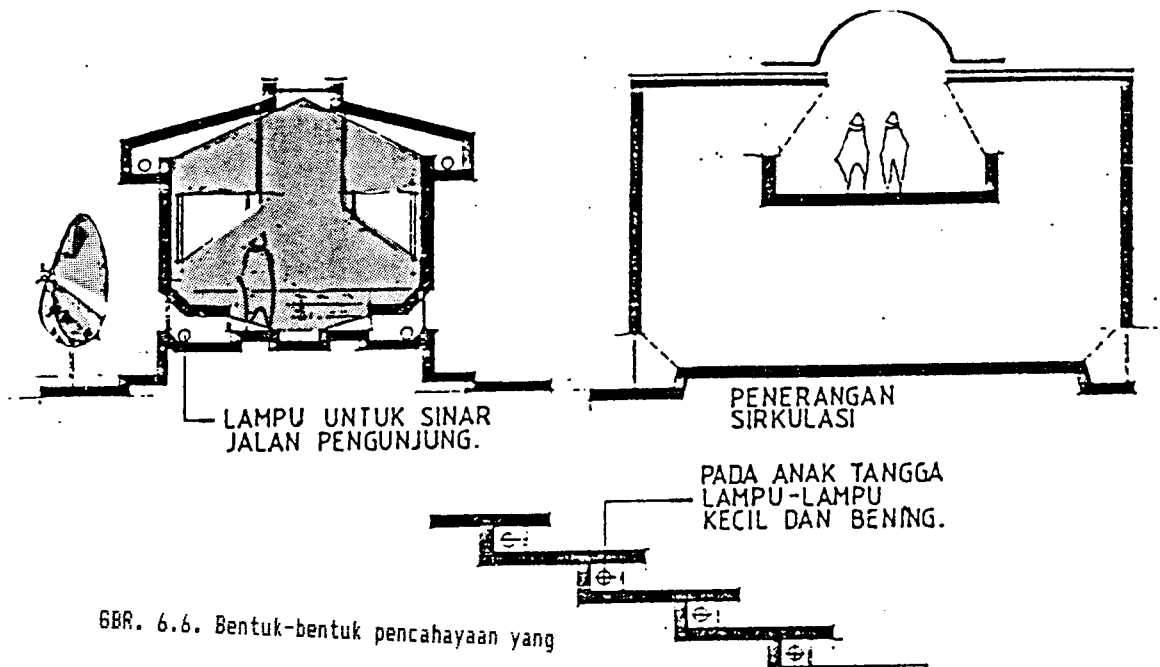 LAMPU UNTUK SINAR
JALAN PENGUNJUNG.
PENERANGAN
SIRKULASI
PADA ANAK TANGGA
LAMPU-LAMPU
KECIL DAN BENING.
GBR. 6.6. Bentuk-bentuk pencahayaan yang